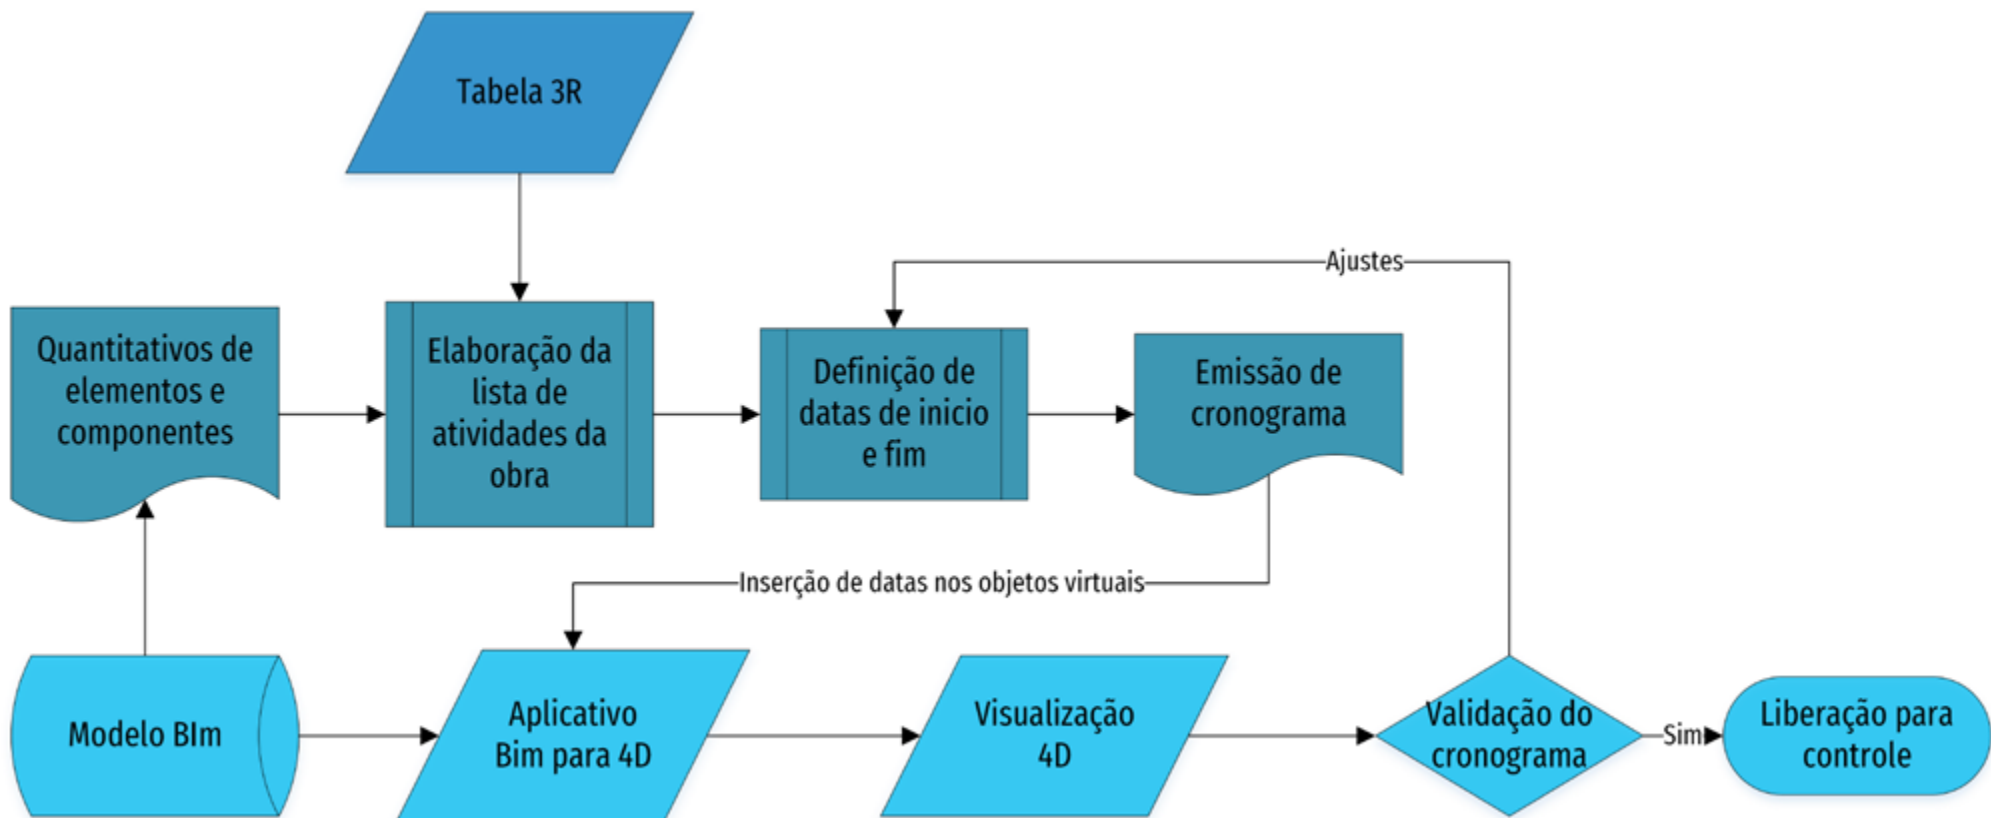 Tabela 3R
Ajustes
Quantitativos de
elementos e
componentes
Elaboração da
lista de
atividades da
obra
Definição de
datas de inicio
e fim
Emissão de
cronograma
Inserção de datas nos objetos virtuais
Modelo BIm
Aplicativo
Bim para 4D
Visualização
4D
Validação do
cronograma
Sim
Liberação para
controle